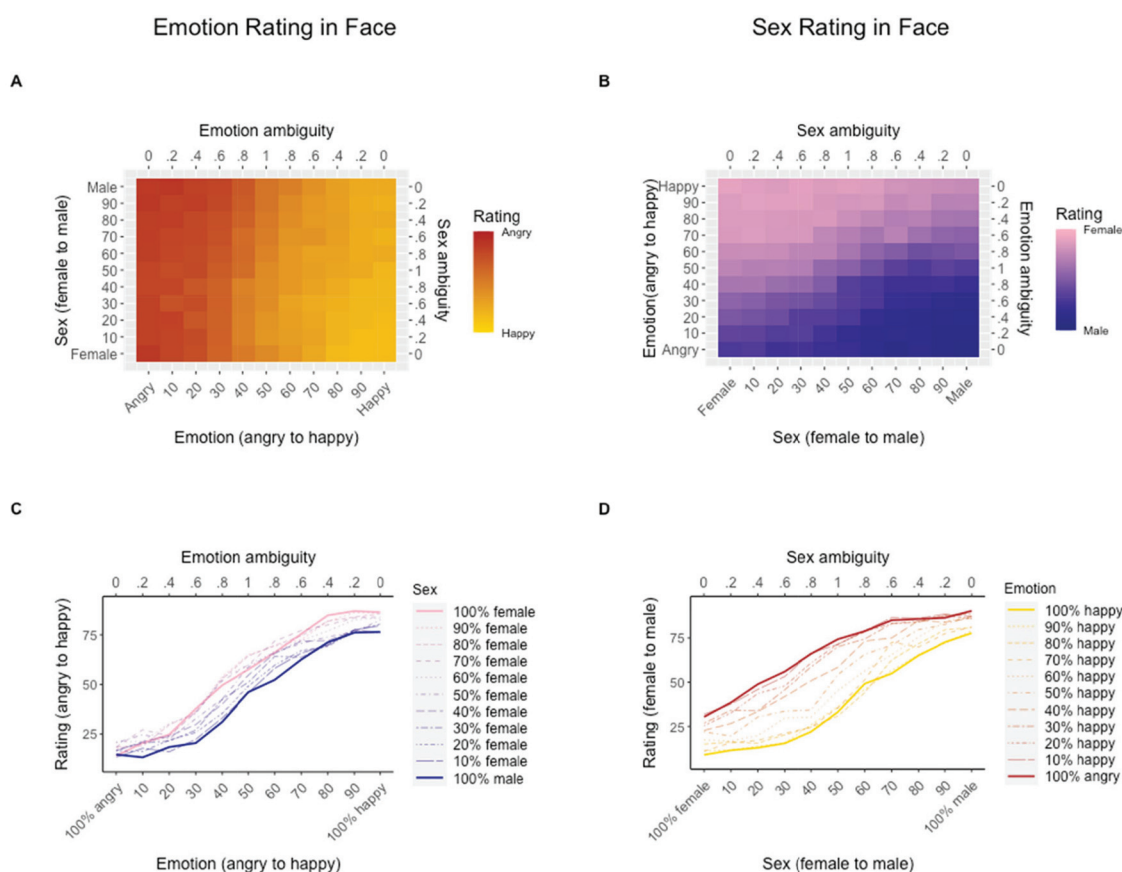 Emotion Rating in Face
Sex Rating in Face
A
Emotion ambiguity
0 .2 .4 .6 .8 1 .8 .6 .4 .2 0
Sex (female to male)
Male
90
80
70
60
50
40
30
20
10
Female
0
.2
.4
.6
.8
1
.8
.6
.4
.2
0
Sex ambiguity
Rating
Angry
Happy
Angry 10 20 30 40 50 60 70 80 90 Happy
Emotion (angry to happy)
B
Sex ambiguity
0 .2 .4 .6 .8 1 .8 .6 .4 .2 0
Emotion(angry to happy)
Happy
90
80
70
60
50
40
30
20
10
Angry
0
.2
.4
.6
.8
1
.8
.6
.4
.2
0
Emotion ambiguity
Rating
Female
Male
Female 10 20 30 40 50 60 70 80 90 Male
Sex (female to male)
C
Emotion ambiguity
0 .2 .4 .6 .8 1 .8 .6 .4 .2 0
Rating (angry to happy)
75
50
25
100% angry 10 20 30 40 50 60 70 80 90 100% happy
Emotion (angry to happy)
Sex
100% female
90% female
80% female
70% female
60% female
50% female
40% female
30% female
20% female
10% female
100% male
D
Sex ambiguity
0 .2 .4 .6 .8 1 .8 .6 .4 .2 0
Rating (female to male)
75
50
25
100% female 10 20 30 40 50 60 70 80 90 100% male
Sex (female to male)
Emotion
100% happy
90% happy
80% happy
70% happy
60% happy
50% happy
40% happy
30% happy
20% happy
10% happy
100% angry